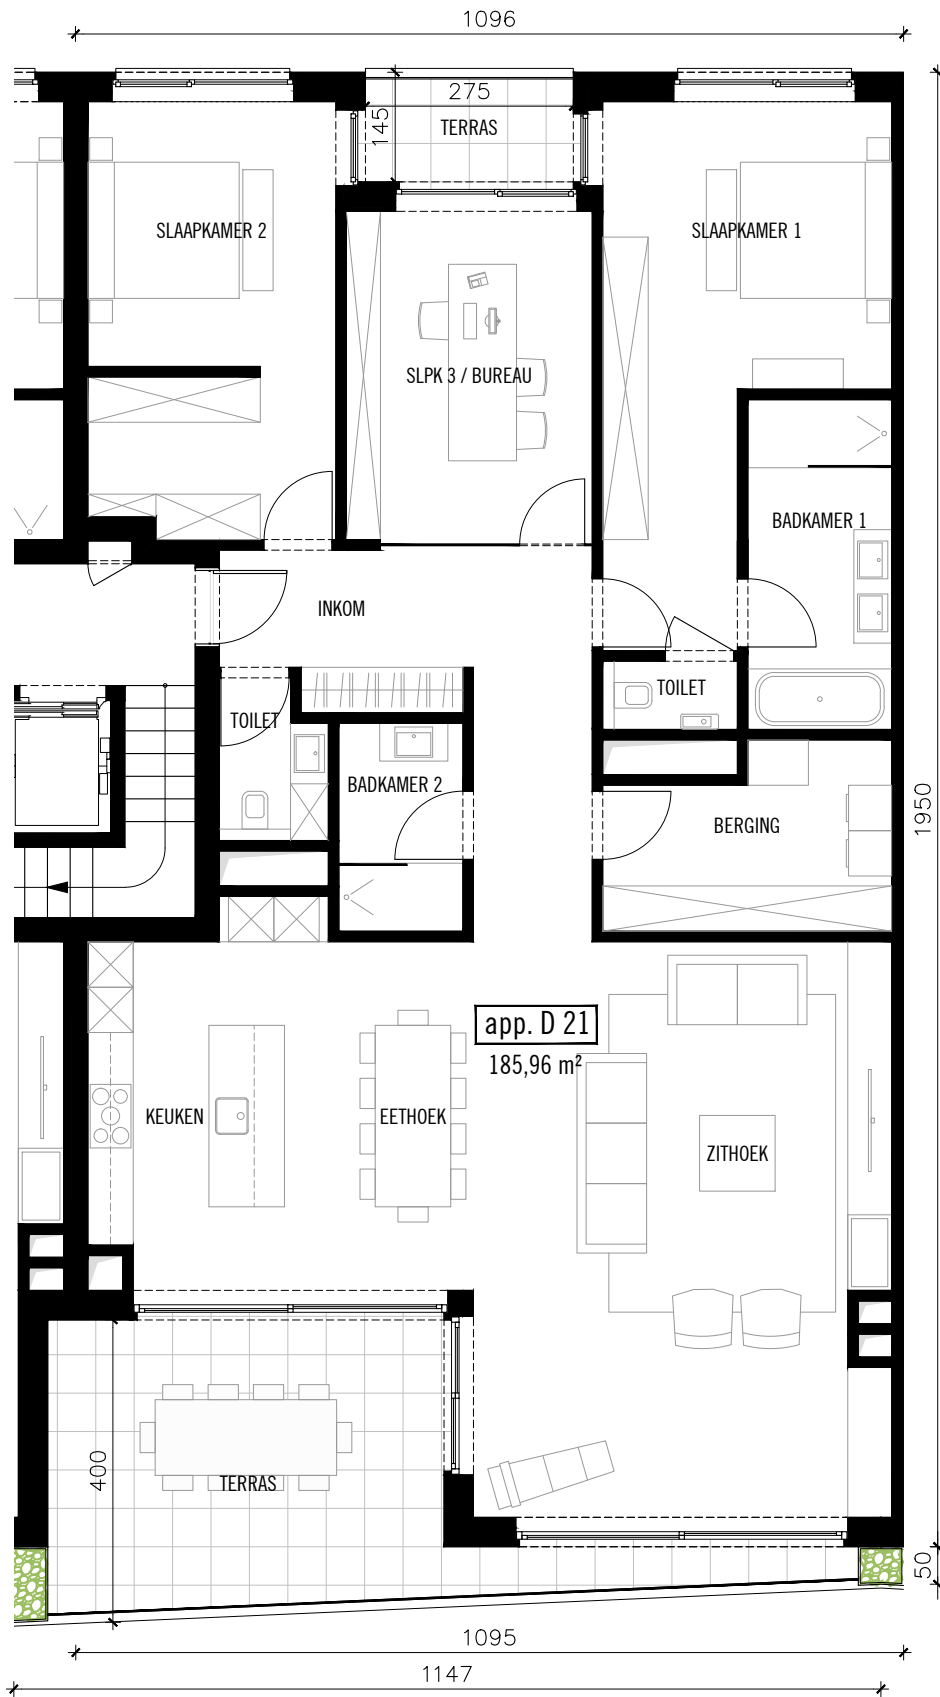 1096
275
145
TERRAS
SLAAPKAMER 2
SLAAPKAMER 1
SLPK 3 / BUREAU
BADKAMER 1
INKOM
TOILET
TOILET
BADKAMER 2
BERGING
1950
app. D 21
185,96 m²
KEUKEN
EETHOEK
ZITHOEK
400
TERRAS
50
1095
1147